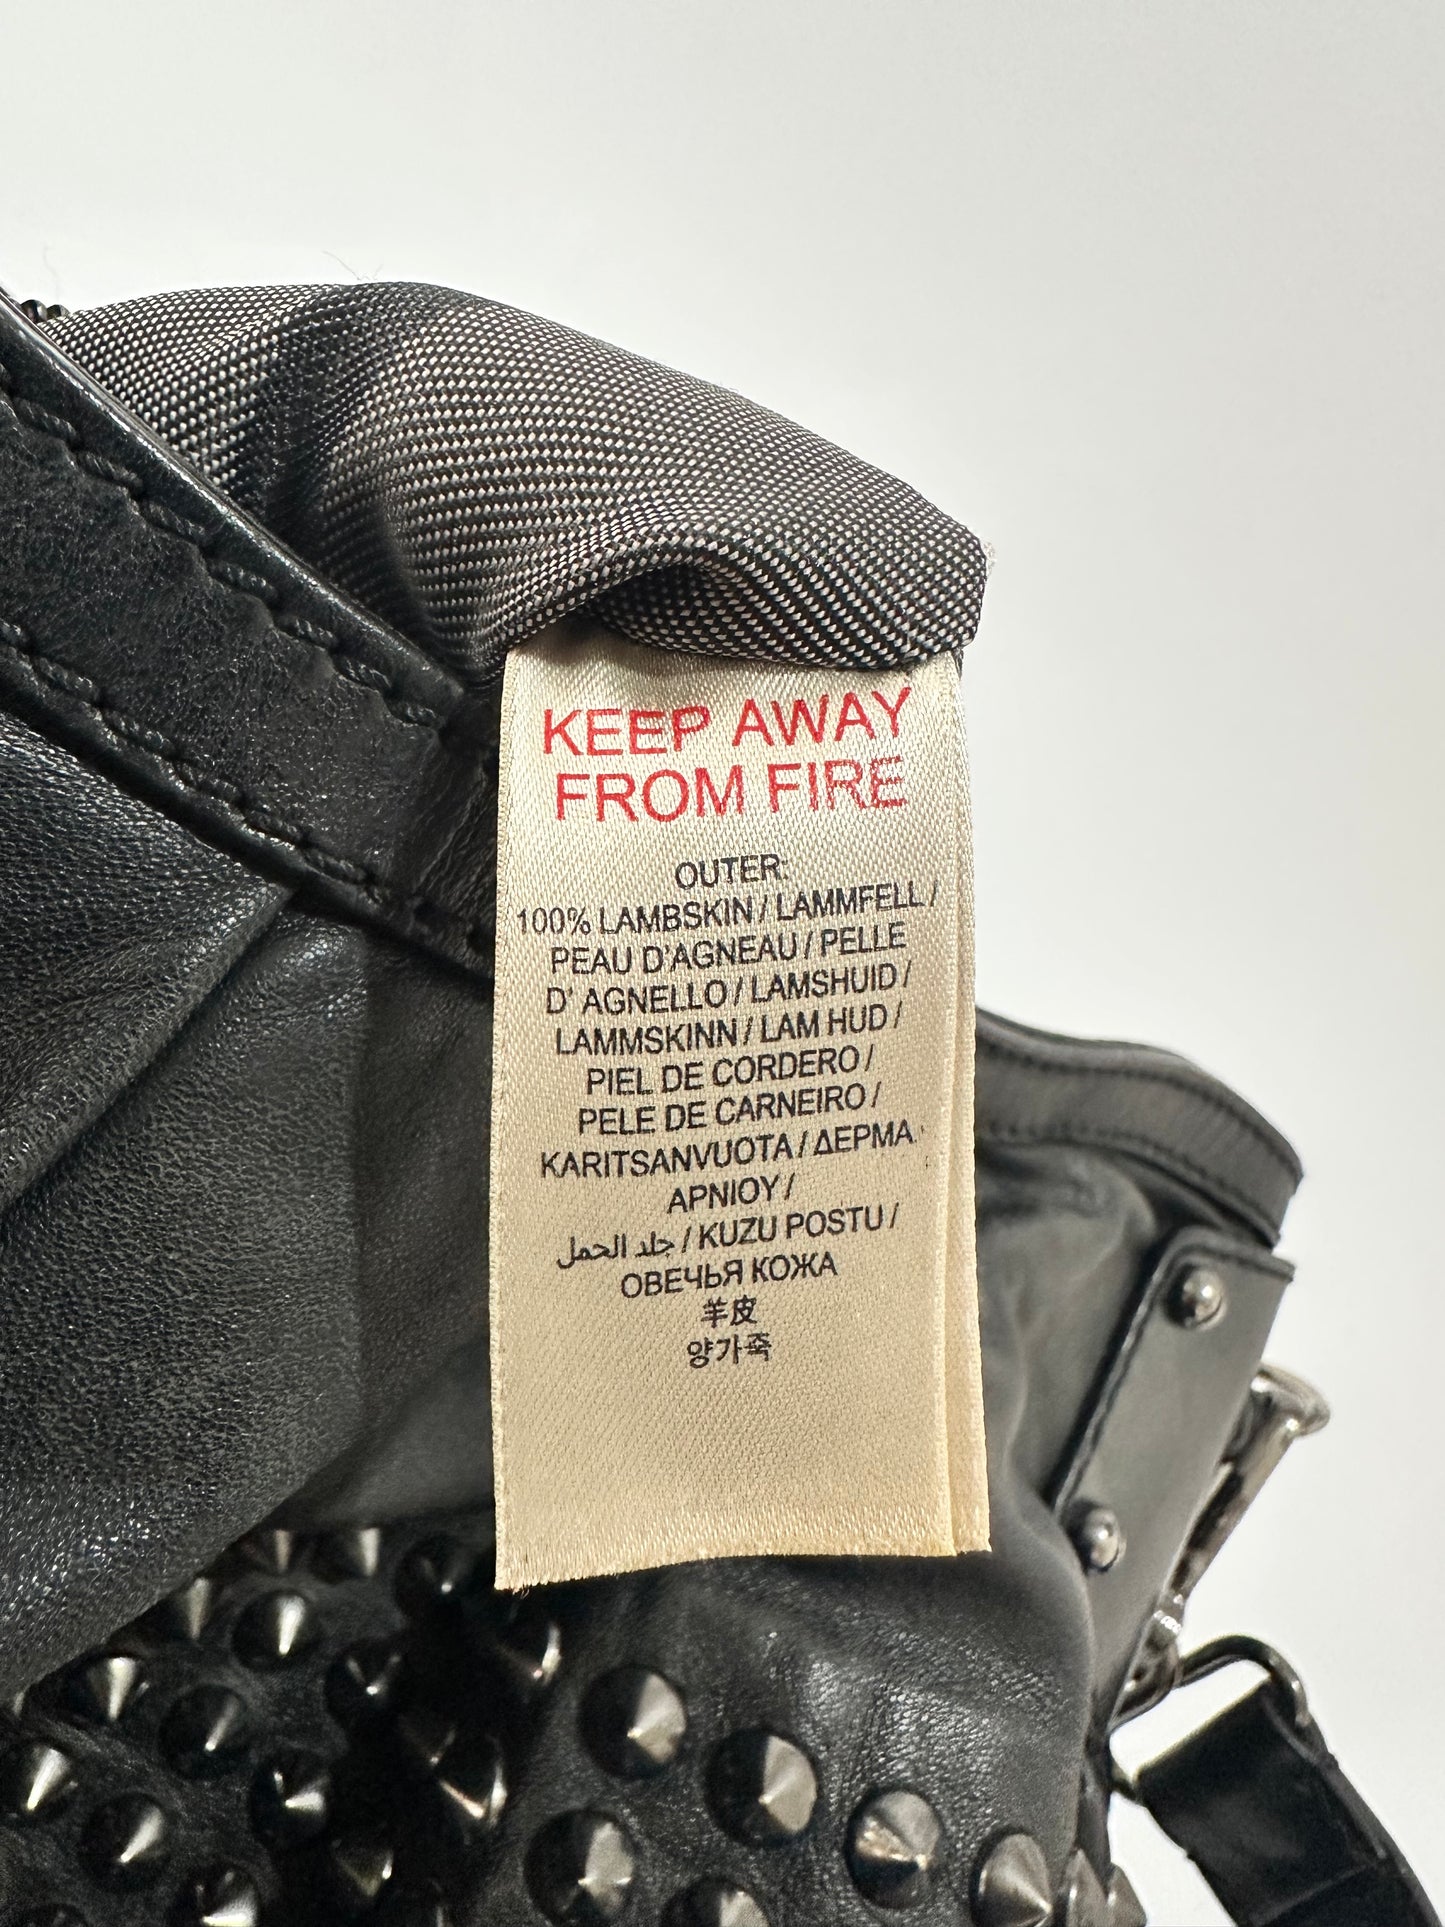 KEEP AWAY
FROM FIRE
OUTER:
100% LAMBSKIN / LAMMFELL /
PEAU D'AGNEAU / PELLE
D' AGNELLO / LAMSHUID /
LAMMSKINN / LAM HUD /
PIEL DE CORDERO /
PELE DE CARNEIRO /
KARITSANVUOTA / ΔΕΡΜΑ
ΑΡΝΙΟΥ /
جلد الحمل / KUZU POSTU /
ОВЕЧЬЯ КОЖА
羊皮
양가죽